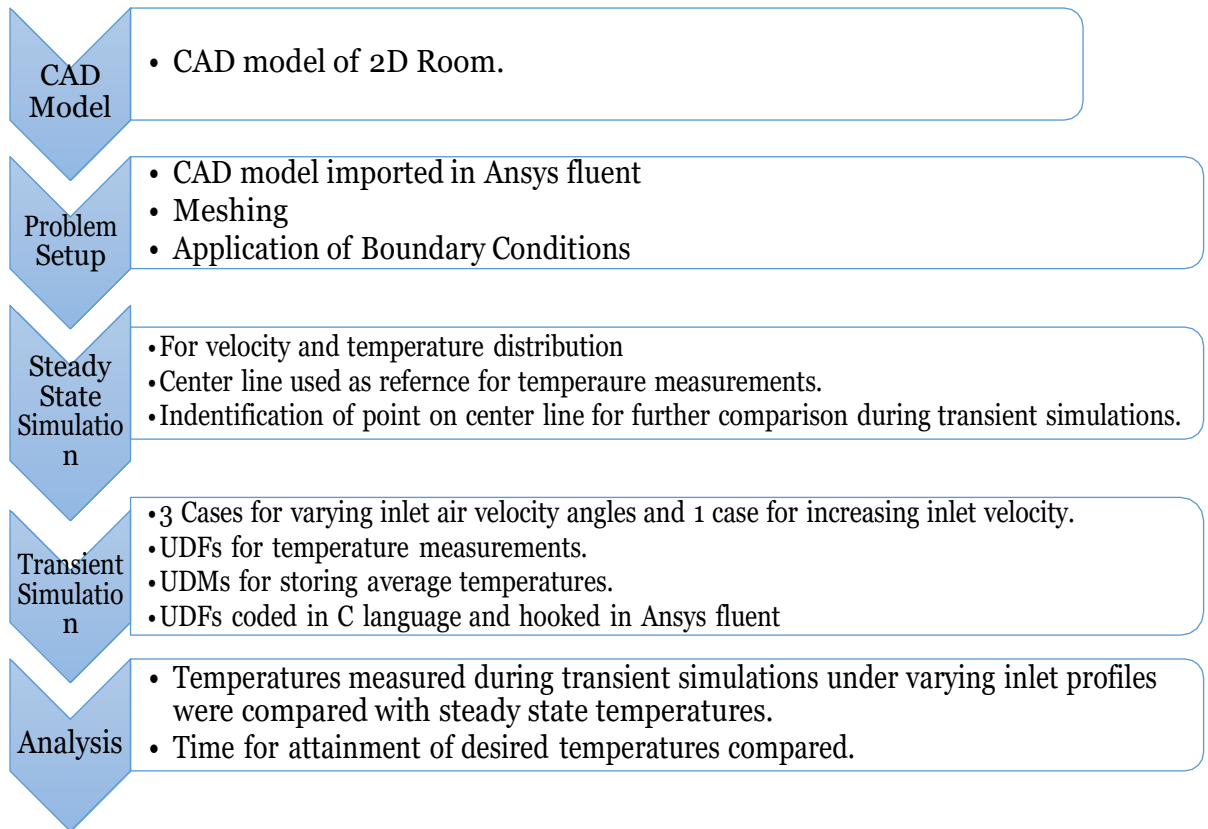 CAD
Model
• CAD model of 2D Room.
Problem
Setup
• CAD model imported in Ansys fluent
• Meshing
• Application of Boundary Conditions
Steady
State
Simulatio
n
•For velocity and temperature distribution
•Center line used as refernce for temperaure measurements.
•Indentification of point on center line for further comparison during transient simulations.
Transient
Simulatio
n
•3 Cases for varying inlet air velocity angles and 1 case for increasing inlet velocity.
•UDFs for temperature measurements.
•UDMs for storing average temperatures.
•UDFs coded in C language and hooked in Ansys fluent
Analysis
• Temperatures measured during transient simulations under varying inlet profiles
were compared with steady state temperatures.
• Time for attainment of desired temperatures compared.